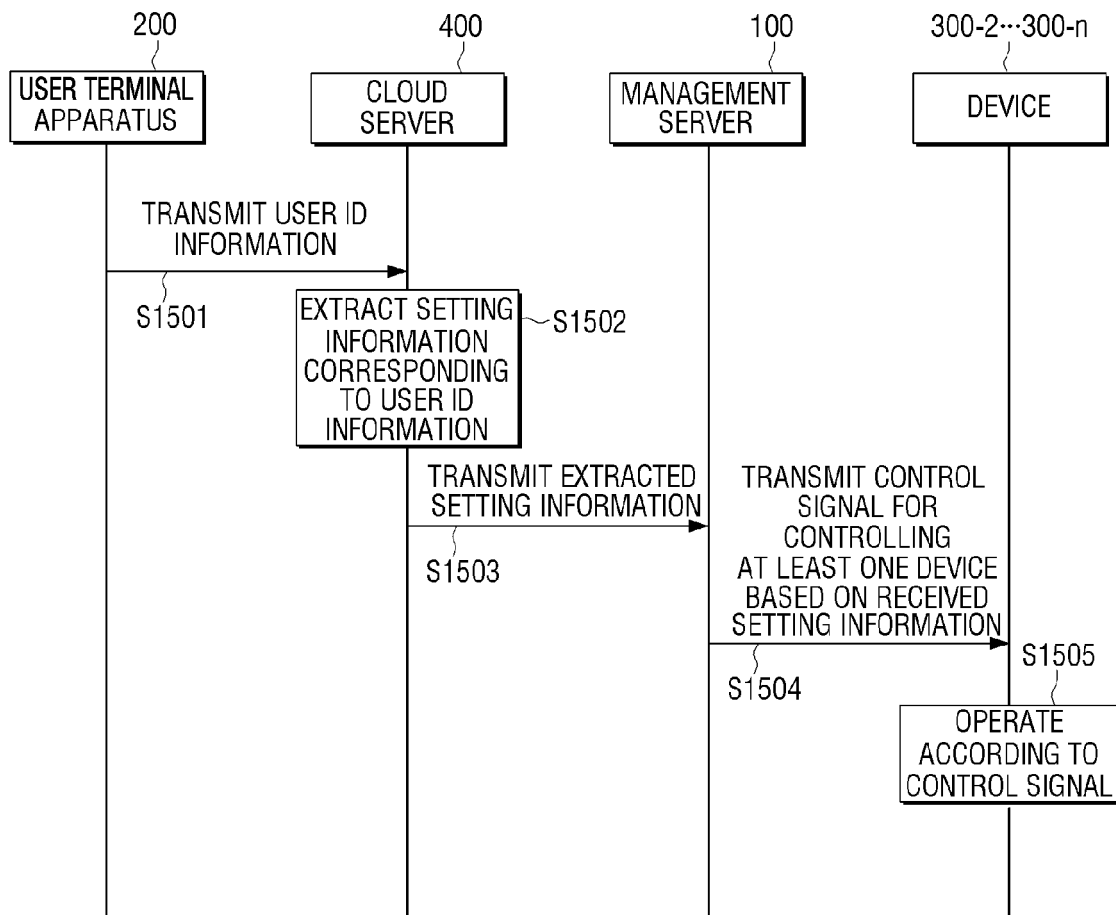 200
400
100
300-2···300-n
USER TERMINAL
APPARATUS
CLOUD
SERVER
MANAGEMENT
SERVER
DEVICE
TRANSMIT USER ID
INFORMATION
S1501
EXTRACT SETTING
INFORMATION
CORRESPONDING
TO USER ID
INFORMATION
S1502
TRANSMIT EXTRACTED
SETTING INFORMATION
S1503
TRANSMIT CONTROL
SIGNAL FOR
CONTROLLING
AT LEAST ONE DEVICE
BASED ON RECEIVED
SETTING INFORMATION
S1504
S1505
OPERATE
ACCORDING TO
CONTROL SIGNAL